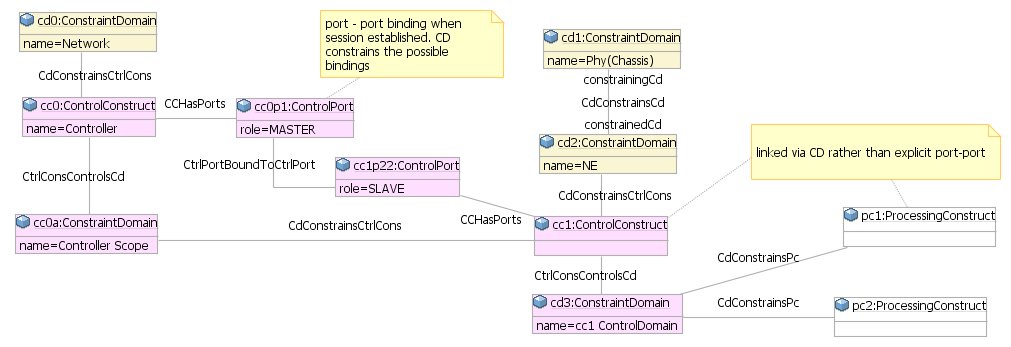 cd0:ConstraintDomain
name=Network
port - port binding when
session established. CD
constrains the possible
bindings
cd1:ConstraintDomain
name=Phy(Chassis)
constrainingCd
CdConstrainsCtrlCons
CdConstrainsCd
cc0:ControlConstruct
name=Controller
CCHasPorts
cc0p1:ControlPort
role=MASTER
constrainedCd
cd2:ConstraintDomain
name=NE
linked via CD rather than explicit port-port
CtrlPortBoundToCtrlPort
cc1p22:ControlPort
role=SLAVE
CtrlConsControlsCd
CdConstrainsCtrlCons
CCHasPorts
cc0a:ConstraintDomain
name=Controller Scope
CdConstrainsCtrlCons
cc1:ControlConstruct
pc1:ProcessingConstruct
CdConstrainsPc
CtrlConsControlsCd
cd3:ConstraintDomain
name=cc1 ControlDomain
CdConstrainsPc
pc2:ProcessingConstruct